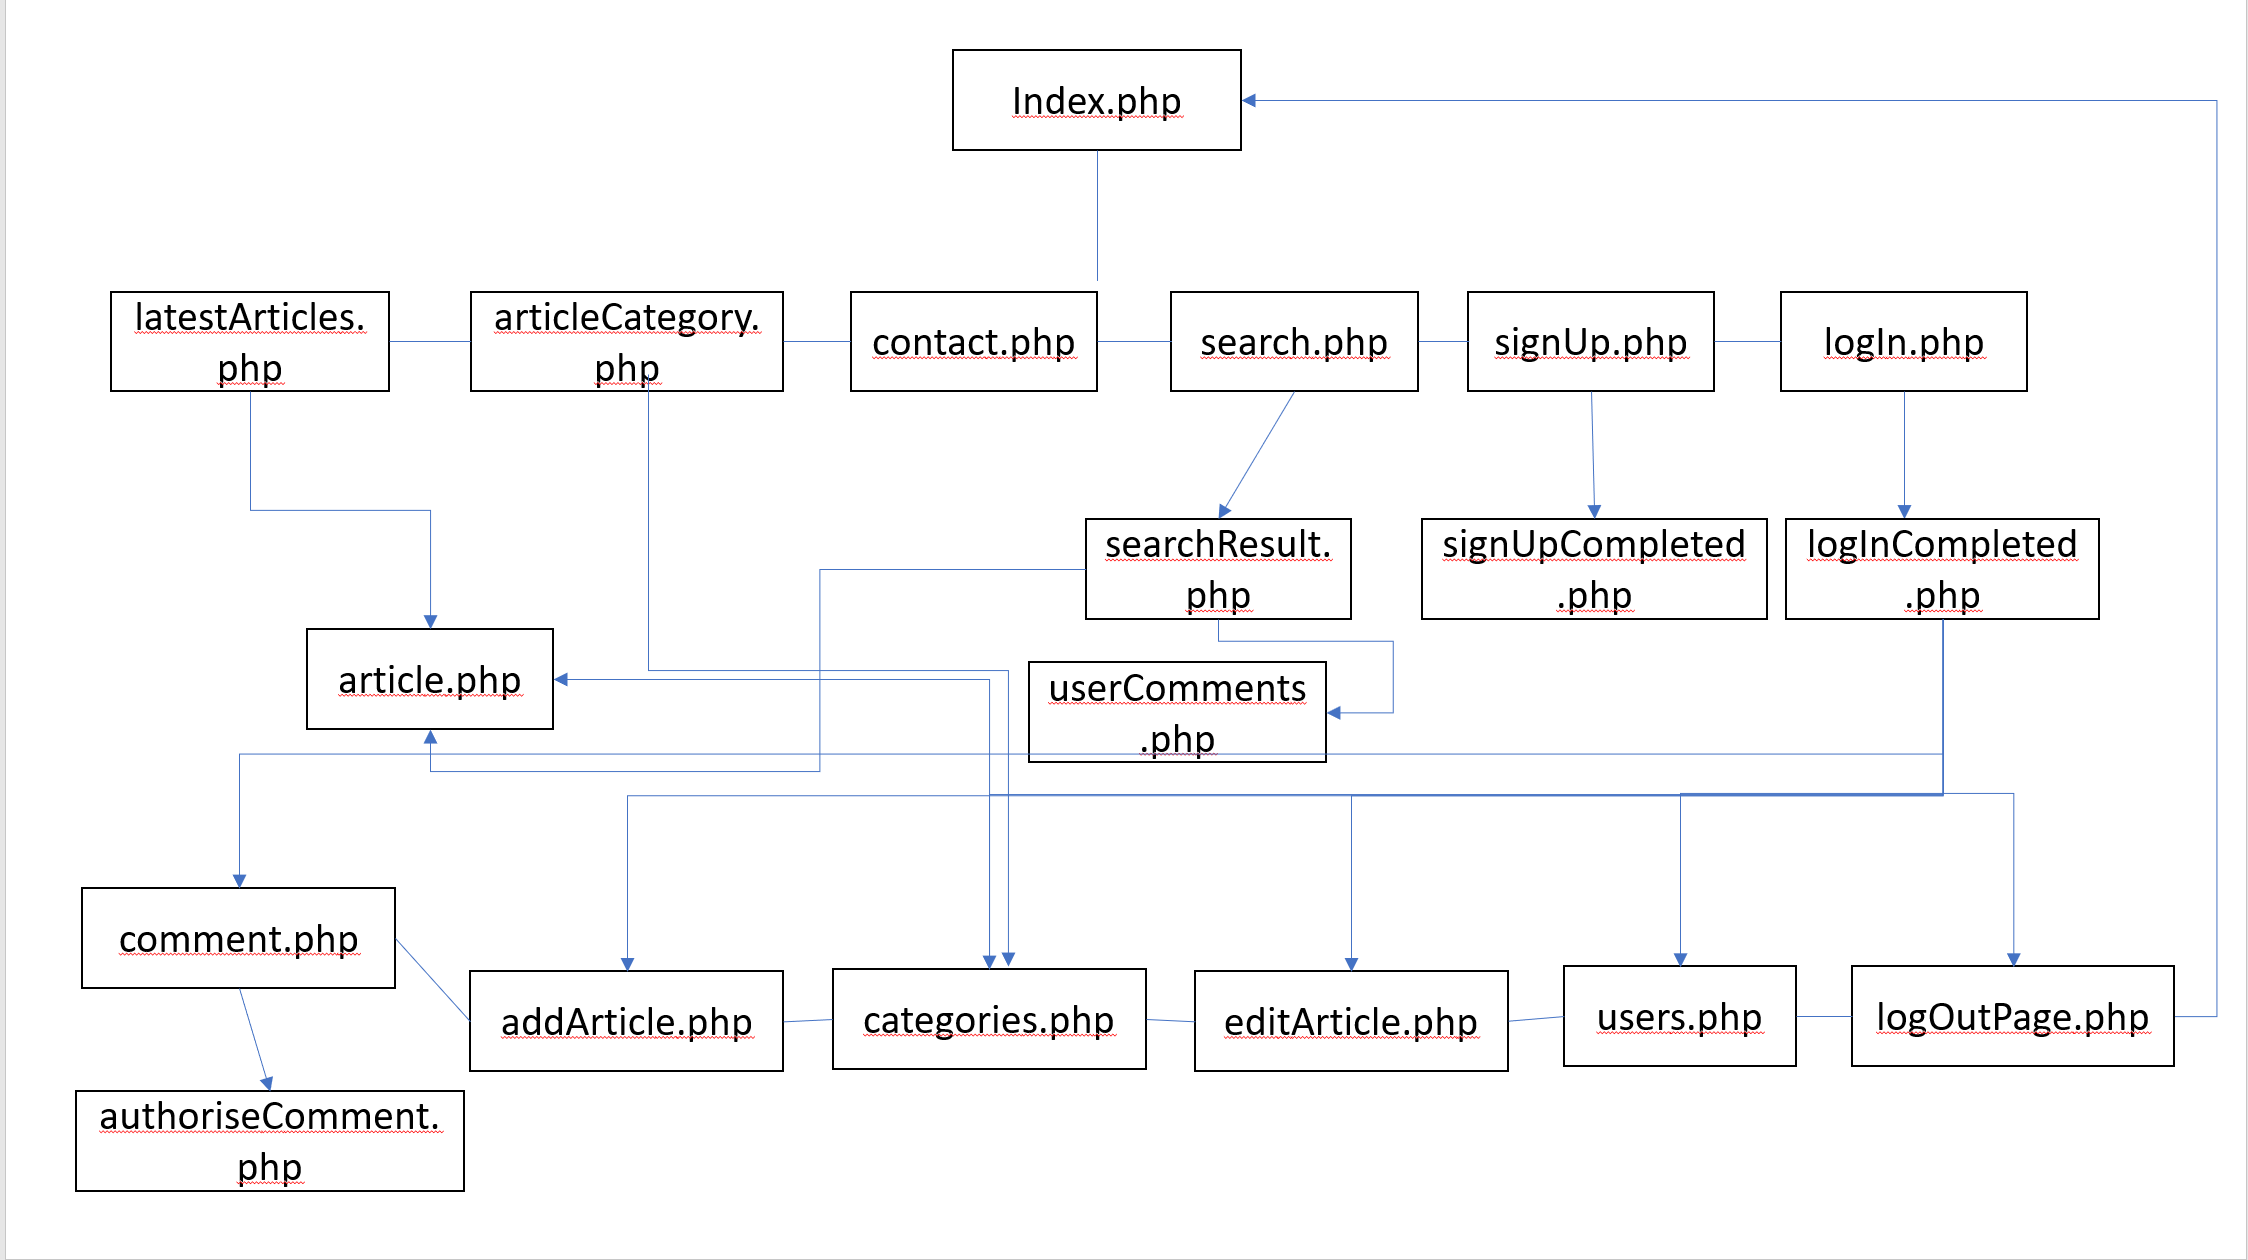 Index.php
latestArticles.
php
articleCategory.
php
contact.php
search.php
signUp.php
logIn.php
searchResult.
php
signUpCompleted
.php
logInCompleted
.php
article.php
userComments
.php
comment.php
addArticle.php
categories.php
editArticle.php
users.php
logOutPage.php
authoriseComment.
php